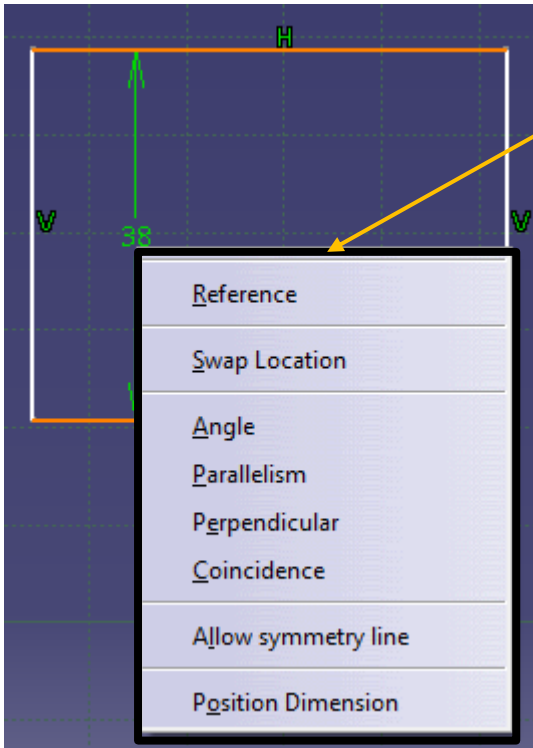 H
V
V
38
Reference
Swap Location
Angle
Parallelism
Perpendicular
Coincidence
Allow symmetry line
Position Dimension